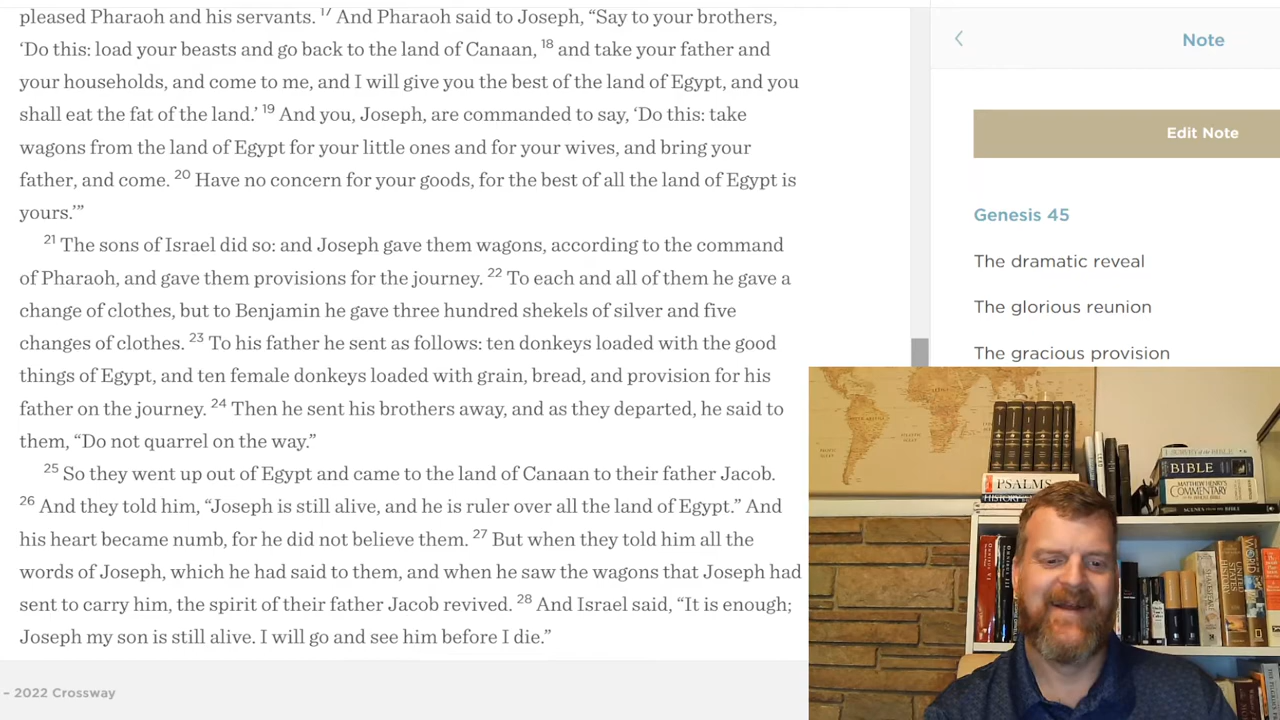 pleased Pharaoh and his servants. 17 And Pharaoh said to Joseph, “Say to your brothers,
‘Do this: load your beasts and go back to the land of Canaan, 18 and take your father and
your households, and come to me, and I will give you the best of the land of Egypt, and you
shall eat the fat of the land.’ 19 And you, Joseph, are commanded to say, ‘Do this: take
wagons from the land of Egypt for your little ones and for your wives, and bring your
father, and come. 20 Have no concern for your goods, for the best of all the land of Egypt is
yours.’”
21 The sons of Israel did so: and Joseph gave them wagons, according to the command
of Pharaoh, and gave them provisions for the journey. 22 To each and all of them he gave a
change of clothes, but to Benjamin he gave three hundred shekels of silver and five
changes of clothes. 23 To his father he sent as follows: ten donkeys loaded with the good
things of Egypt, and ten female donkeys loaded with grain, bread, and provision for his
father on the journey. 24 Then he sent his brothers away, and as they departed, he said to
them, “Do not quarrel on the way.”
25 So they went up out of Egypt and came to the land of Canaan to their father Jacob.
26 And they told him, “Joseph is still alive, and he is ruler over all the land of Egypt.” And
his heart became numb, for he did not believe them. 27 But when they told him all the
words of Joseph, which he had said to them, and when he saw the wagons that Joseph had
sent to carry him, the spirit of their father Jacob revived. 28 And Israel said, “It is enough;
Joseph my son is still alive. I will go and see him before I die.”
– 2022 Crossway
Note
Edit Note
Genesis 45
The dramatic reveal
The glorious reunion
The gracious provision
PSALMS
HISTORY
BIBLE
MATTHEW HENRY'S
COMMENTARY